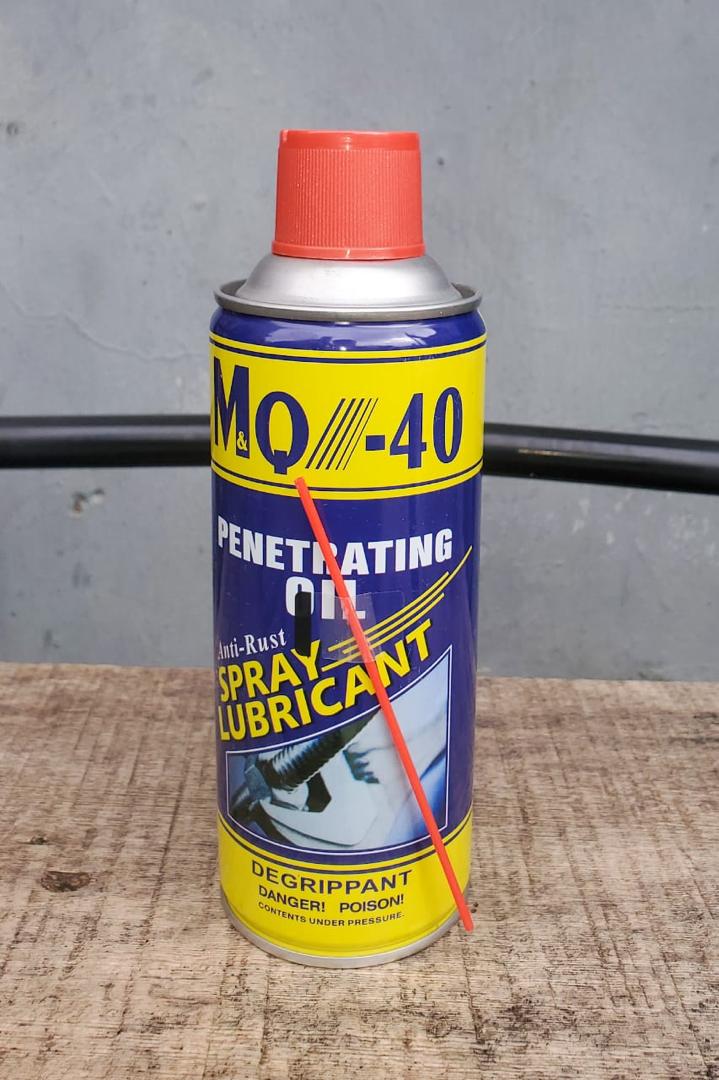 M&Q////-40
PENETRATING
OIL
Anti-Rust
SPRAY
LUBRICANT
DEGRIPPANT
DANGER! POISON!
CONTENTS UNDER PRESSURE.